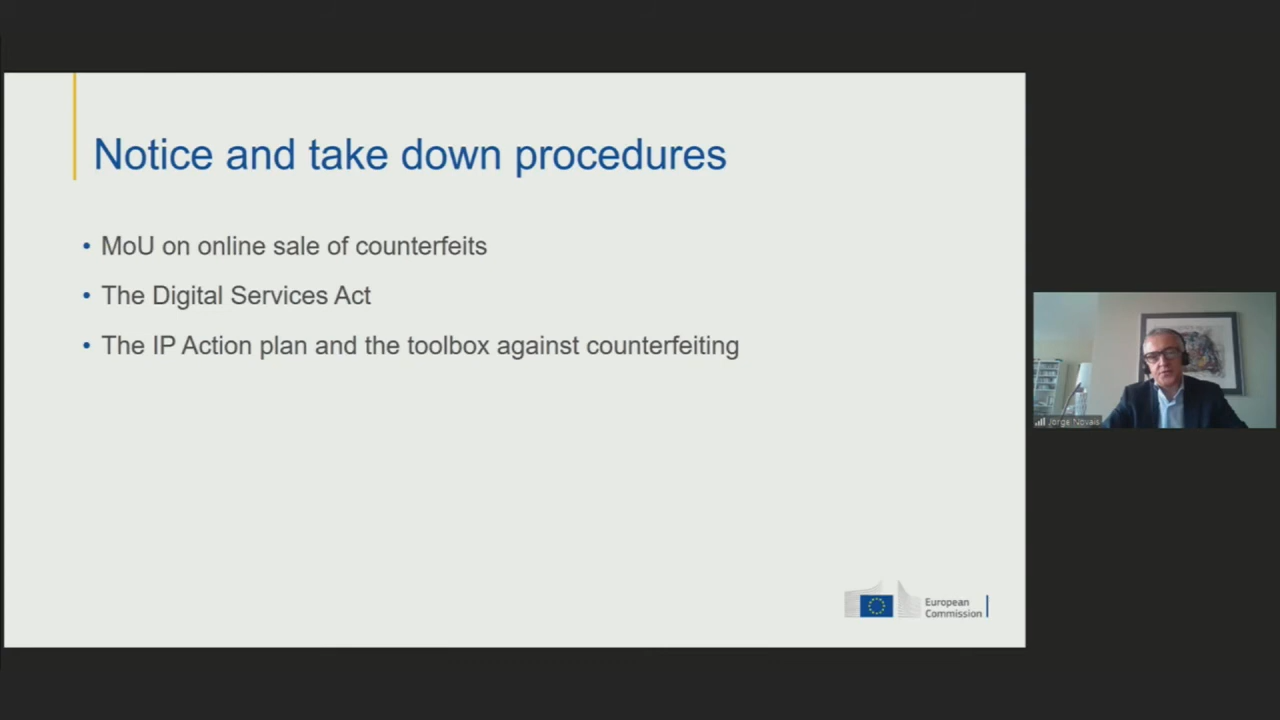 Notice and take down procedures
• MoU on online sale of counterfeits
• The Digital Services Act
• The IP Action plan and the toolbox against counterfeiting
European
Commission
Jorge Novais